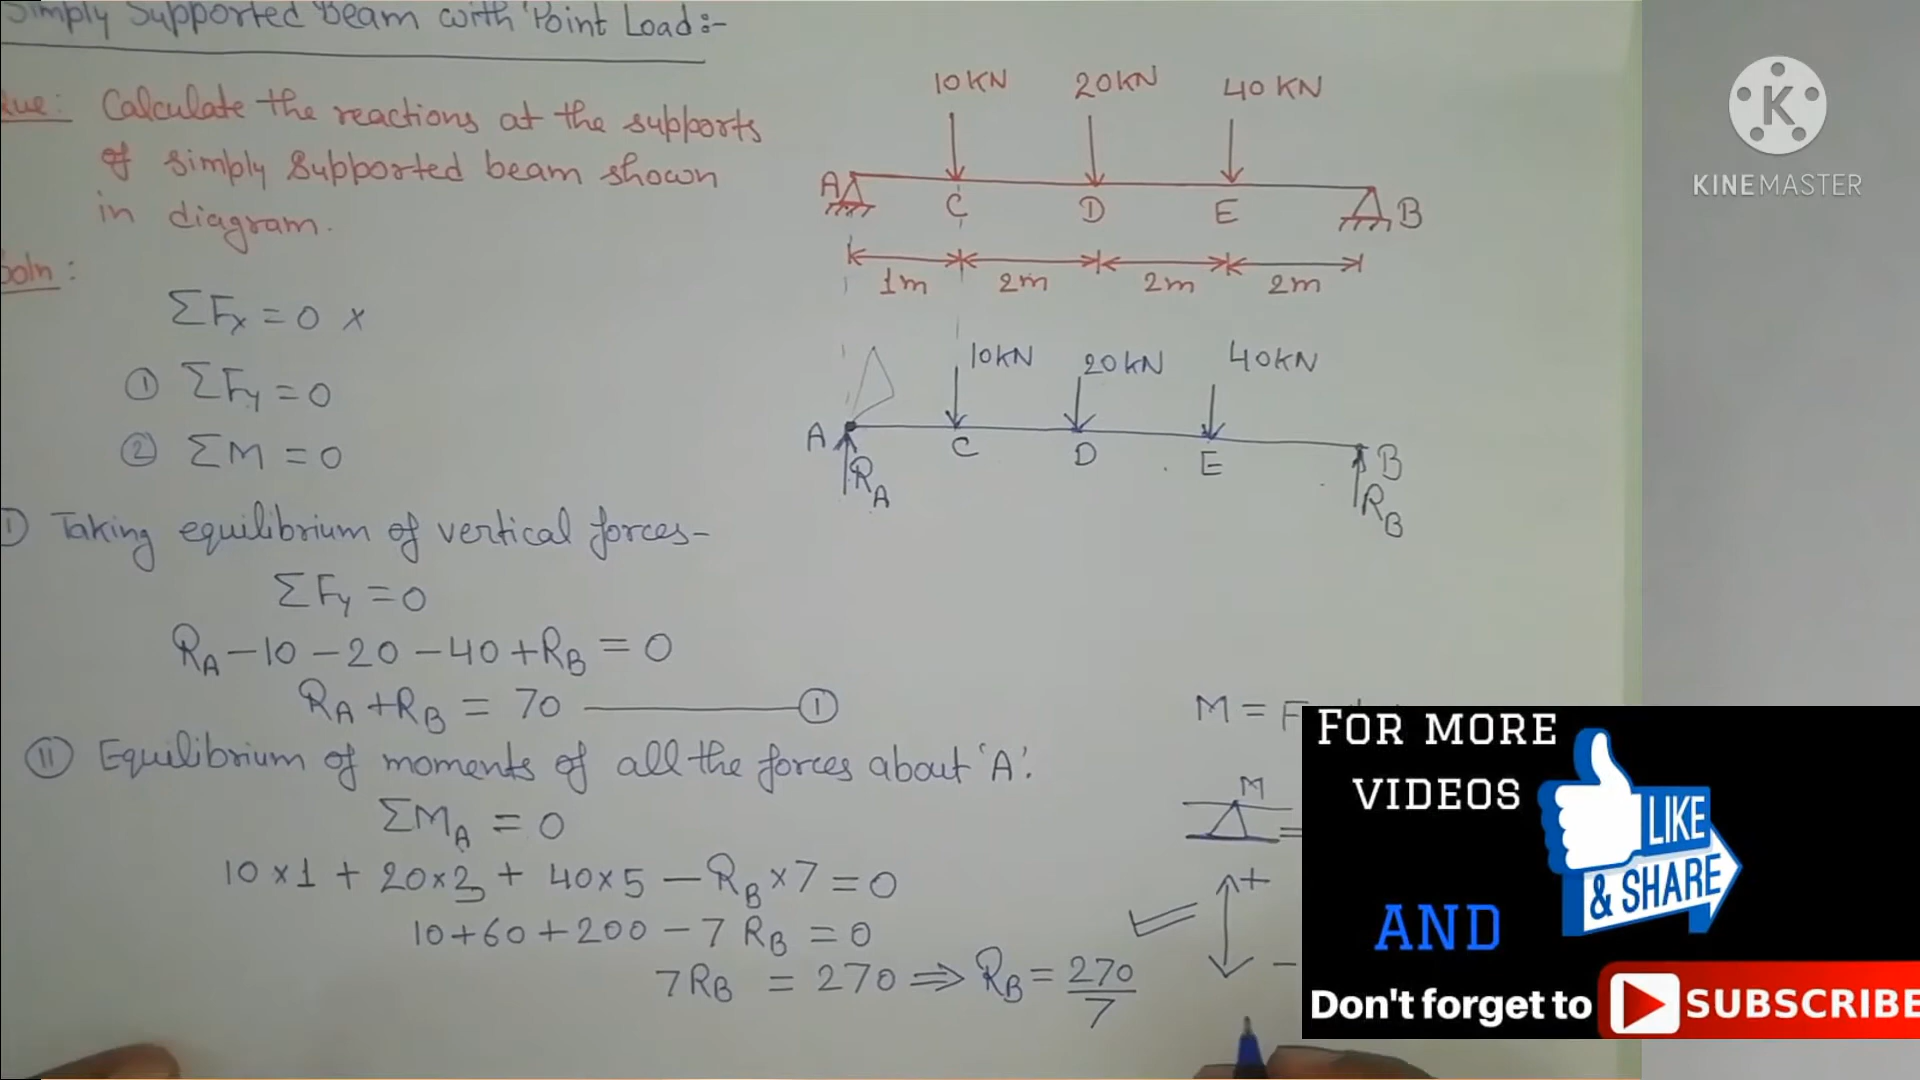 Simply Supported Beam with Point Load:-
Que: Calculate the reactions at the supports
of simply supported beam shown
in diagram.
Soln:
ΣFx = 0 ×
① ΣFy = 0
② ΣM = 0
Ⓘ Taking equilibrium of vertical forces-
ΣFy = 0
RA - 10 - 20 - 40 + RB = 0
RA + RB = 70 ①
Ⅱ Equilibrium of moments of all the forces about 'A'.
ΣMA = 0
10×1 + 20×3 + 40×5 - RB×7 = 0
10+60+200 - 7RB = 0
7RB = 270 ⇒ RB = 270/7
10KN 20KN 40KN
A C D E B
1m 2m 2m 2m
10KN 20KN 40KN
A C D E B
RA RB
M = F
M
=
+
-
KINEMASTER
FOR MORE
VIDEOS
LIKE
& SHARE
AND
Don't forget to SUBSCRIBE